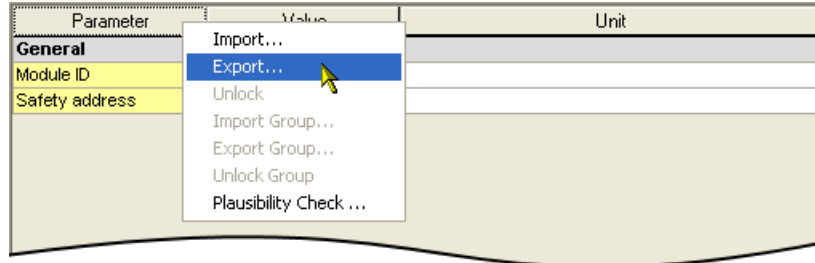 Parameter Value Unit
General
Module ID
Safety address
Import...
Export...
Unlock
Import Group...
Export Group...
Unlock Group
Plausibility Check ...